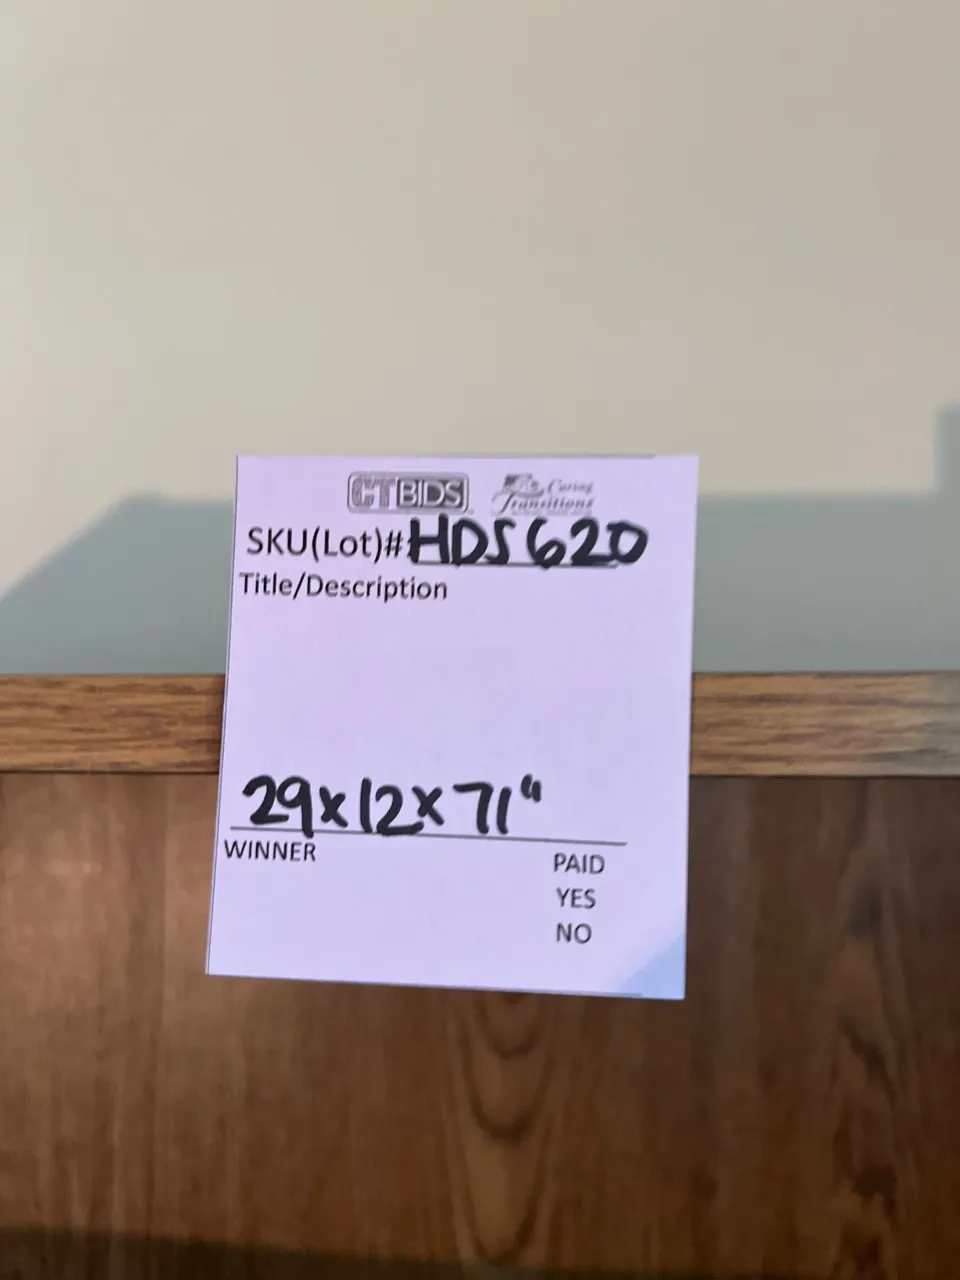 CTBIDS Caring Transitions
SKU(Lot)# HDS620
Title/Description
29x12x71"
WINNER
PAID
YES
NO